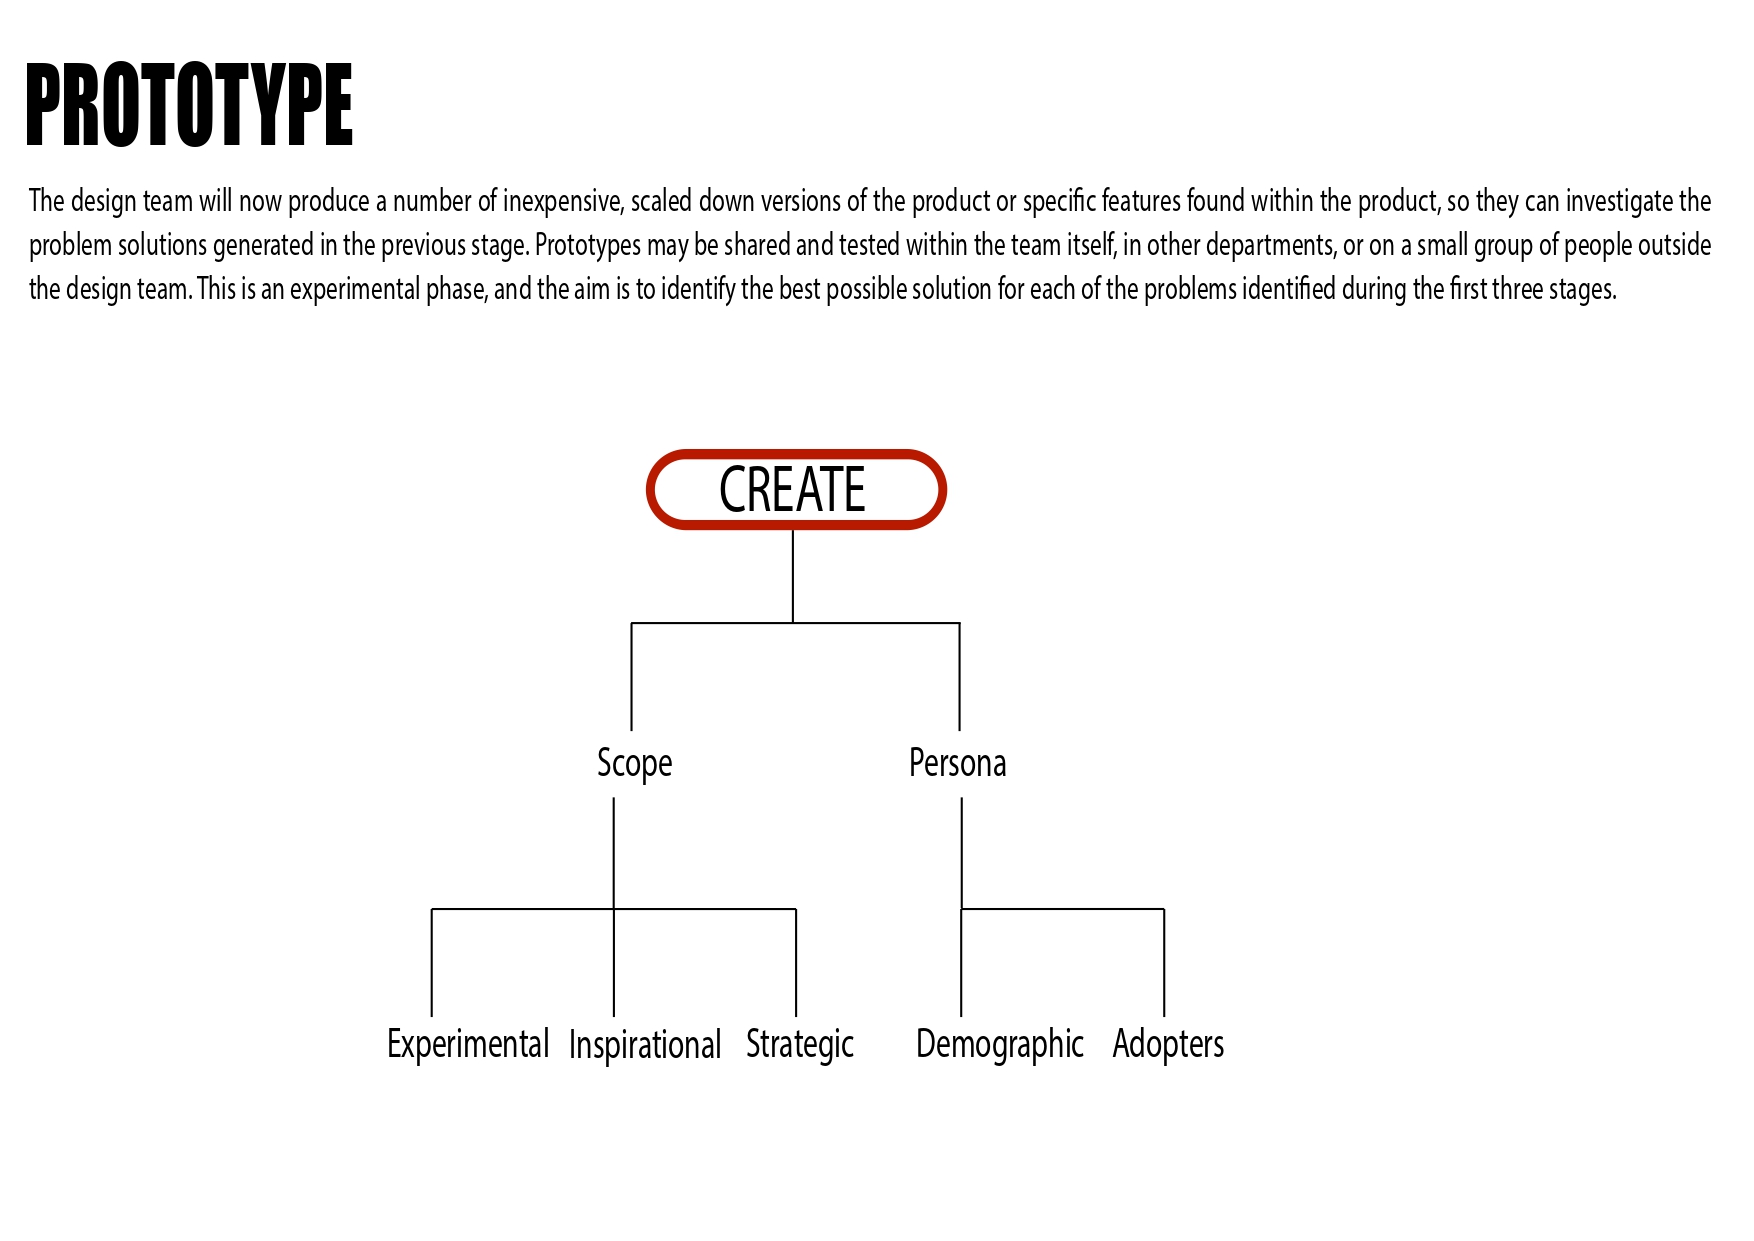 PROTOTYPE
The design team will now produce a number of inexpensive, scaled down versions of the product or specific features found within the product, so they can investigate the
problem solutions generated in the previous stage. Prototypes may be shared and tested within the team itself, in other departments, or on a small group of people outside
the design team. This is an experimental phase, and the aim is to identify the best possible solution for each of the problems identified during the first three stages.
CREATE
Scope Persona
Experimental Inspirational Strategic Demographic Adopters